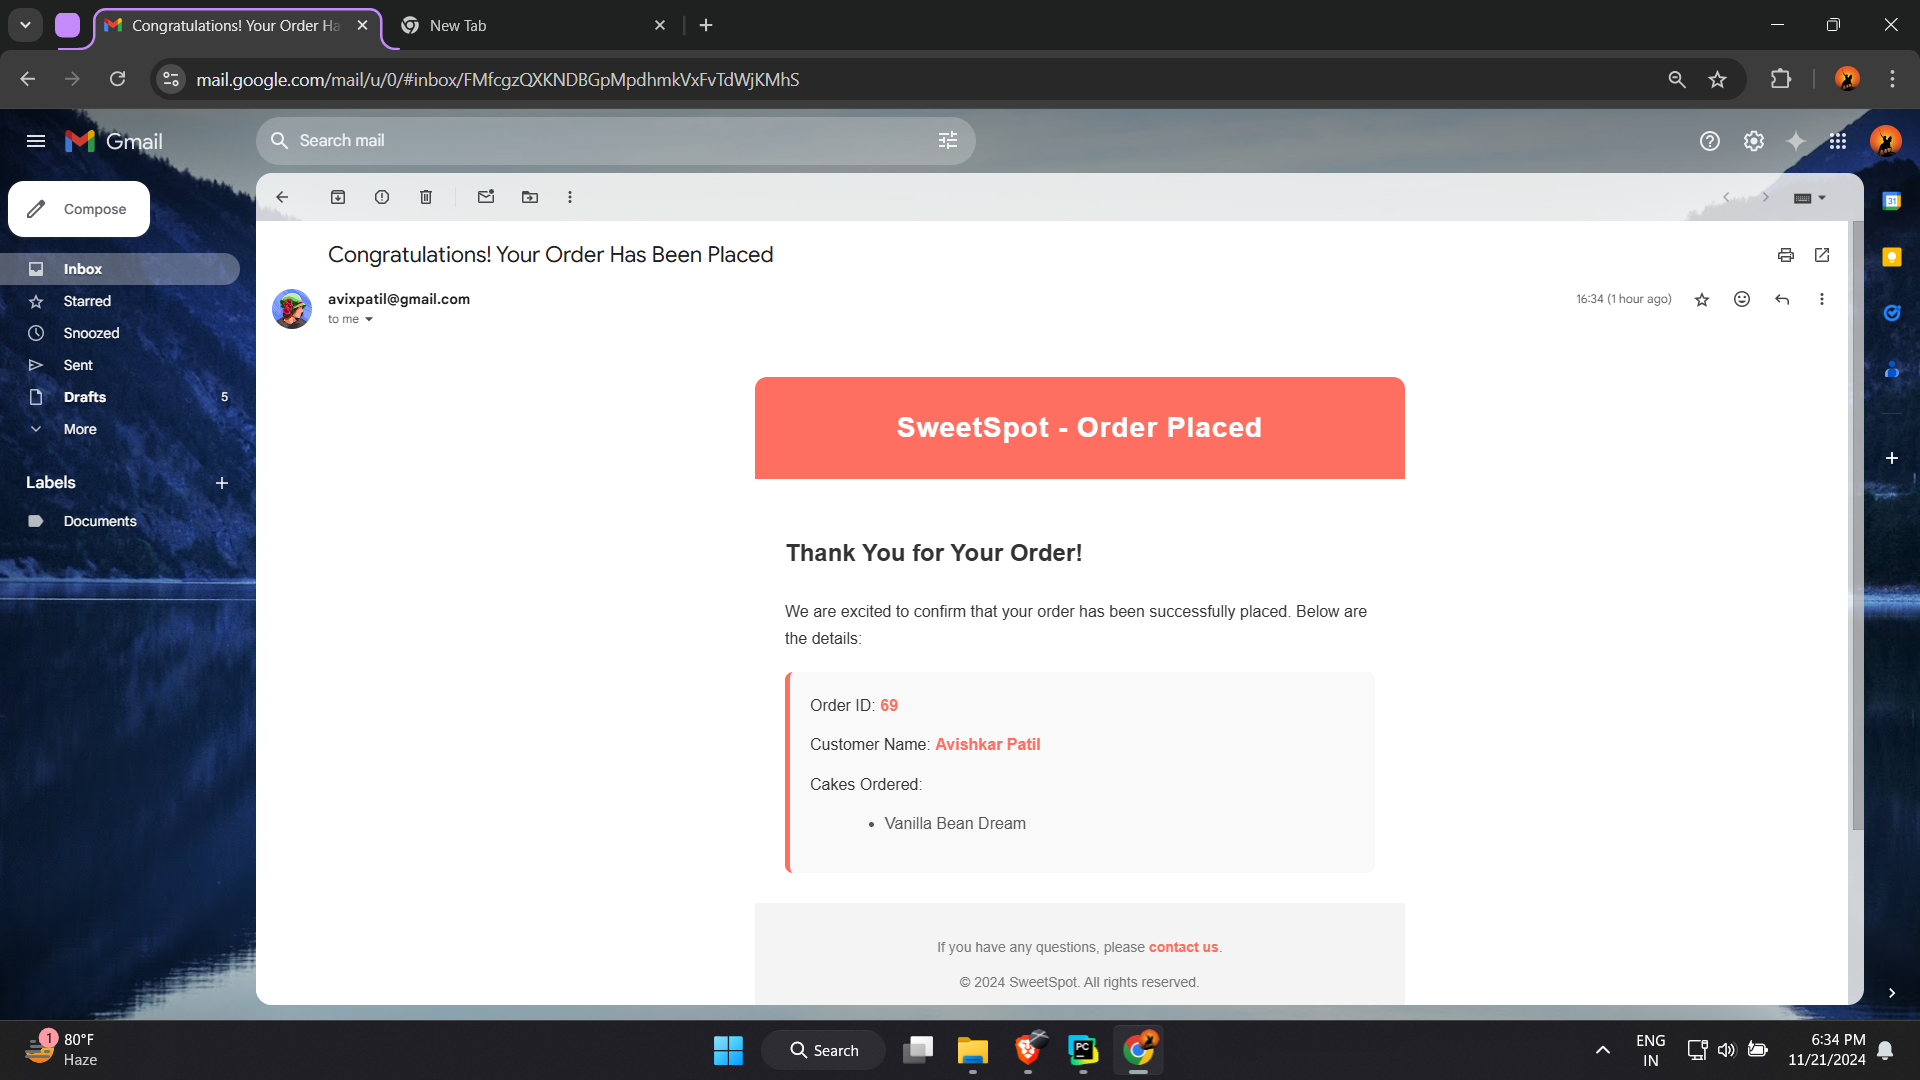 Congratulations! Your Order Ha
New Tab
mail.google.com/mail/u/0/#inbox/FMfcgzQXKNDBGpMpdhmkVxFvTdWjKMhS
Gmail
Search mail
Compose
Inbox
Starred
Snoozed
Sent
Drafts 5
More
Labels
Documents
Congratulations! Your Order Has Been Placed
avixpatil@gmail.com
16:34 (1 hour ago)
to me
SweetSpot - Order Placed
Thank You for Your Order!
We are excited to confirm that your order has been successfully placed. Below are
the details:
Order ID: 69
Customer Name: Avishkar Patil
Cakes Ordered:
• Vanilla Bean Dream
If you have any questions, please contact us.
© 2024 SweetSpot. All rights reserved.
31
1
80°F
Haze
Search
PC
ENG
IN
6:34 PM
11/21/2024